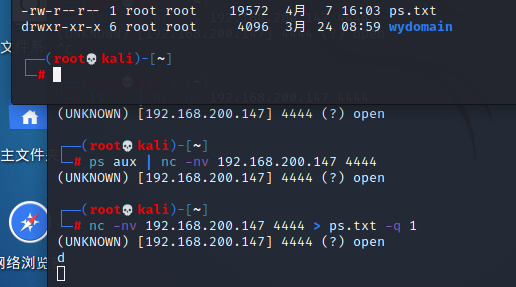 -rw-r--r-- 1 root root 19572 4月 7 16:03 ps.txt
drwxr-xr-x 6 root root 4096 3月 24 08:59 wydomain
┌──(root💀kali)-[~]
└─#
(UNKNOWN) [192.168.200.147] 4444 (?) open
┌──(root💀kali)-[~]
└─# ps aux | nc -nv 192.168.200.147 4444
(UNKNOWN) [192.168.200.147] 4444 (?) open
┌──(root💀kali)-[~]
└─# nc -nv 192.168.200.147 4444 > ps.txt -q 1
(UNKNOWN) [192.168.200.147] 4444 (?) open
d
主文件夹
网络浏览